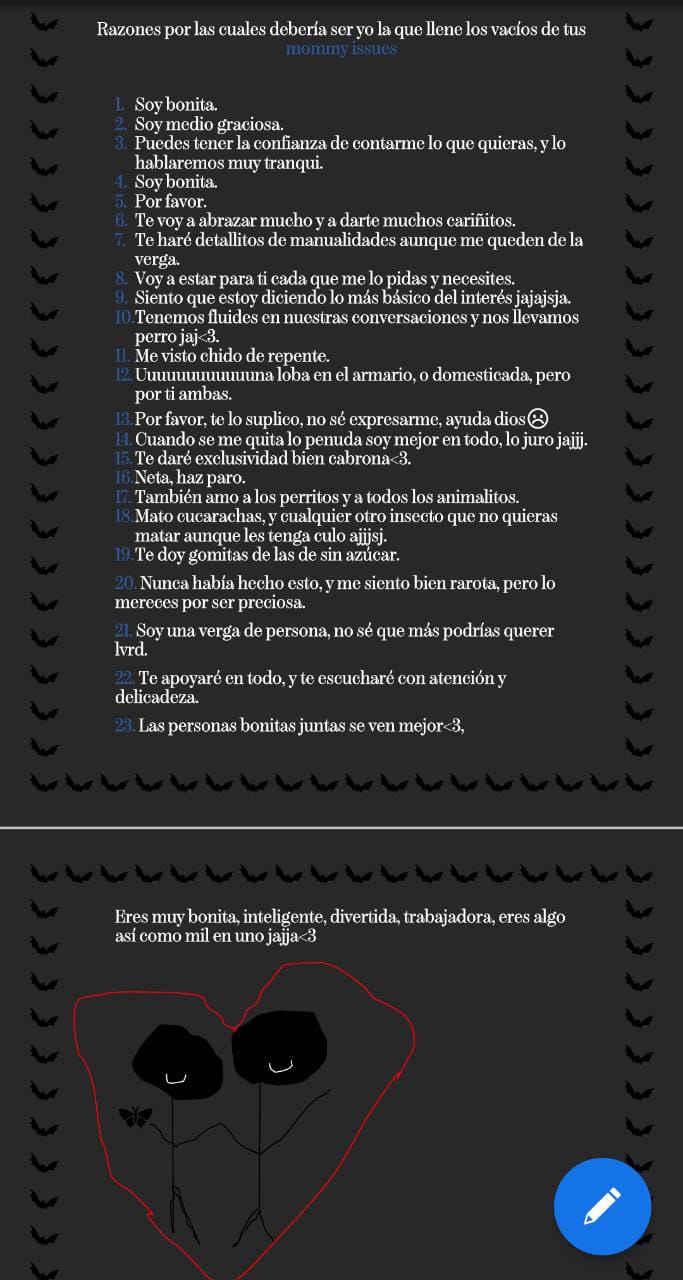 Razones por las cuales debería ser yo la que llene los vacíos de tus
mommy issues
1. Soy bonita.
2. Soy medio graciosa.
3. Puedes tener la confianza de contarme lo que quieras, y lo
hablaremos muy tranqui.
4. Soy bonita.
5. Por favor.
6. Te voy a abrazar mucho y a darte muchos cariñitos.
7. Te haré detallitos de manualidades aunque me queden de la
verga.
8. Voy a estar para ti cada que me lo pidas y necesites.
9. Siento que estoy diciendo lo más básico del interés jajajsja.
10. Tenemos fluides en nuestras conversaciones y nos llevamos
perro jaj<3.
11. Me visto chido de repente.
12. Uuuuuuuuuuuuna loba en el armario, o domesticada, pero
por ti ambas.
13. Por favor, te lo suplico, no sé expresarme, ayuda dios☹
14. Cuando se me quita lo penuda soy mejor en todo, lo juro jajjj.
15. Te daré exclusividad bien cabrona<3.
16. Neta, haz paro.
17. También amo a los perritos y a todos los animalitos.
18. Mato cucarachas, y cualquier otro insecto que no quieras
matar aunque les tenga culo ajjjsj.
19. Te doy gomitas de las de sin azúcar.
20. Nunca había hecho esto, y me siento bien rarota, pero lo
mereces por ser preciosa.
21. Soy una verga de persona, no sé que más podrías querer
lvrd.
22. Te apoyaré en todo, y te escucharé con atención y
delicadeza.
23. Las personas bonitas juntas se ven mejor<3,
Eres muy bonita, inteligente, divertida, trabajadora, eres algo
así como mil en uno jajja<3